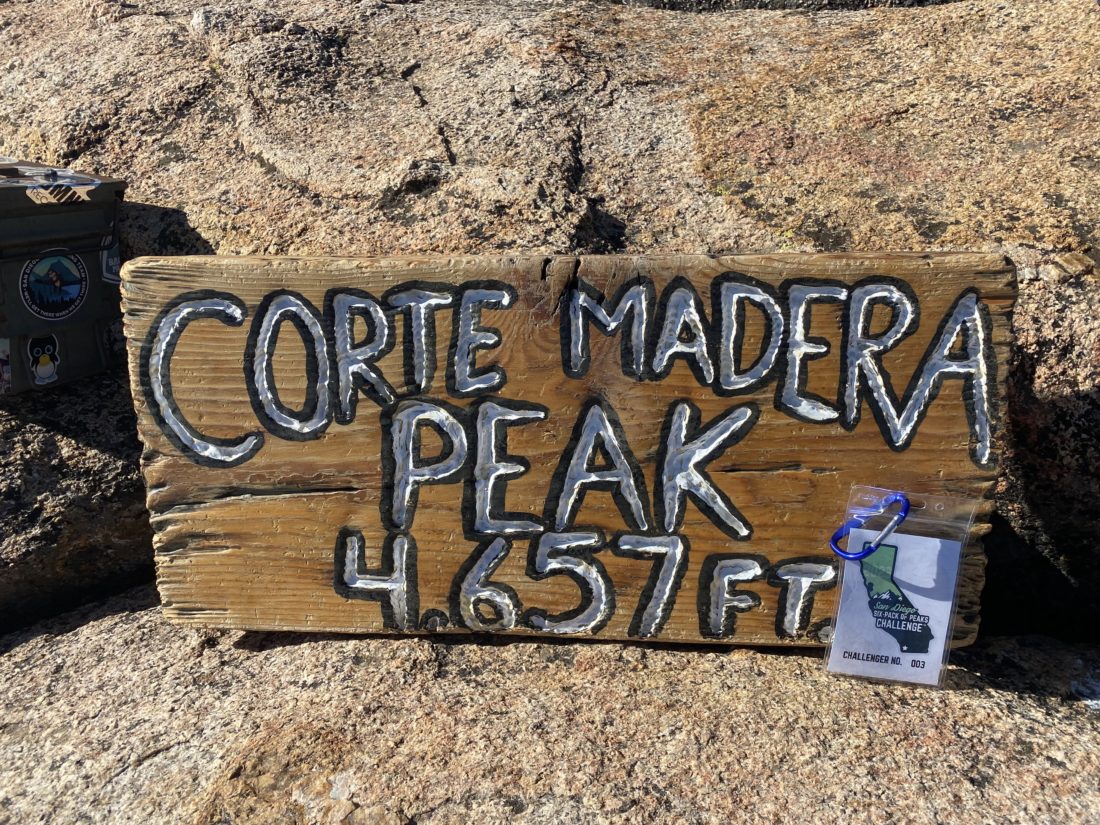 CORTE MADERA
PEAK
4.657 FT.
San Diego
SIX-PACK OF PEAKS
CHALLENGE
CHALLENGER NO. 003